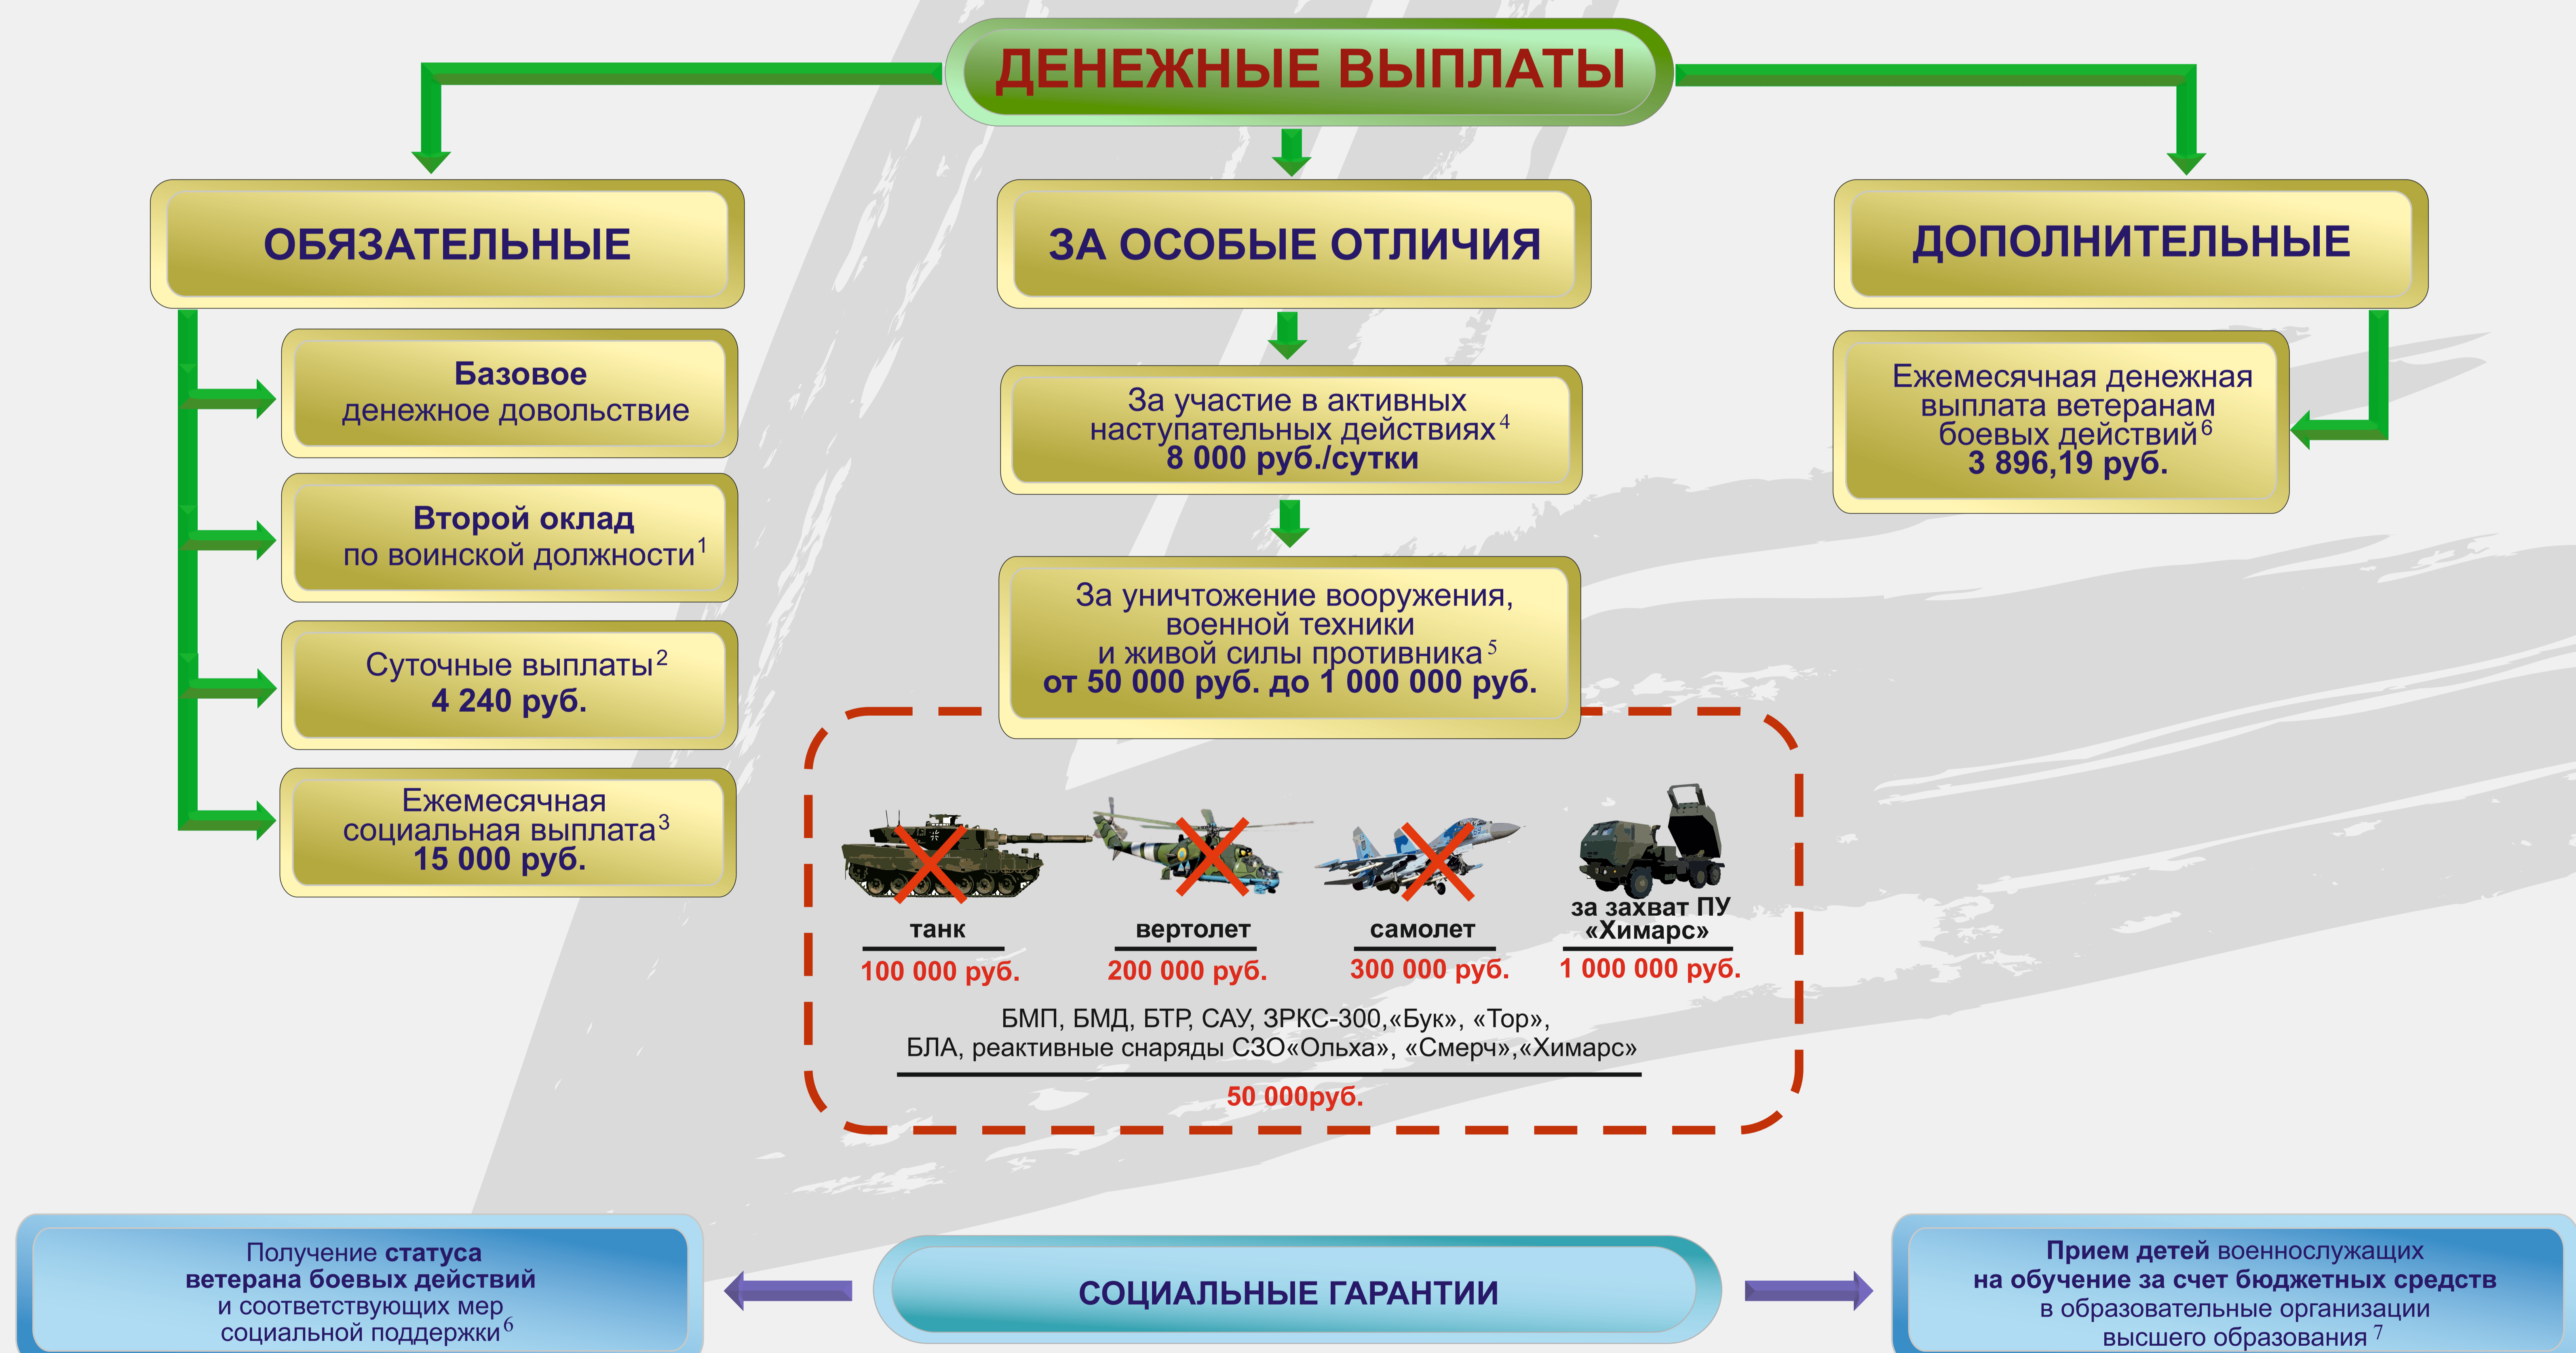 ДЕНЕЖНЫЕ ВЫПЛАТЫ
ОБЯЗАТЕЛЬНЫЕ
Базовое
денежное довольствие
Второй оклад
по воинской должности1
Суточные выплаты2
4 240 руб.
Ежемесячная
социальная выплата3
15 000 руб.
ЗА ОСОБЫЕ ОТЛИЧИЯ
За участие в активных
наступательных действиях4
8 000 руб./сутки
За уничтожение вооружения,
военной техники
и живой силы противника5
от 50 000 руб. до 1 000 000 руб.
танк
100 000 руб.
вертолет
200 000 руб.
самолет
300 000 руб.
за захват ПУ
«Химарс»
1 000 000 руб.
БМП, БМД, БТР, САУ, ЗРКС-300,«Бук», «Тор»,
БЛА, реактивные снаряды СЗО«Ольха», «Смерч»,«Химарс»
50 000руб.
ДОПОЛНИТЕЛЬНЫЕ
Ежемесячная денежная
выплата ветеранам
боевых действий6
3 896,19 руб.
СОЦИАЛЬНЫЕ ГАРАНТИИ
Получение статуса
ветерана боевых действий
и соответствующих мер
социальной поддержки6
Прием детей военнослужащих
на обучение за счет бюджетных средств
в образовательные организации
высшего образования 7